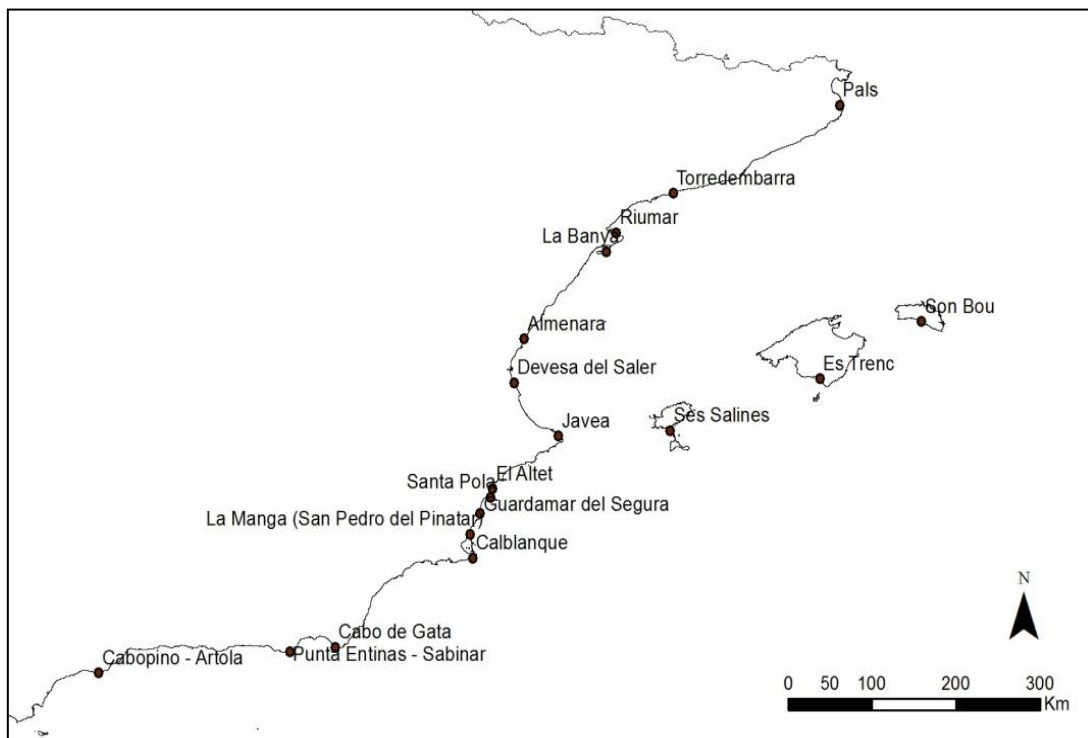 Pals
Torredembarra
Riumar
La Banya
Son Bou
Almenara
Es Trenc
Devesa del Saler
Ses Salines
Javea
El Altet
Santa Pola
Guardamar del Segura
La Manga (San Pedro del Pinatar
Calblanque
N
Cabo de Gata
Punta Entinas - Sabinar
Cabopino - Artola
0 50 100 200 300
Km